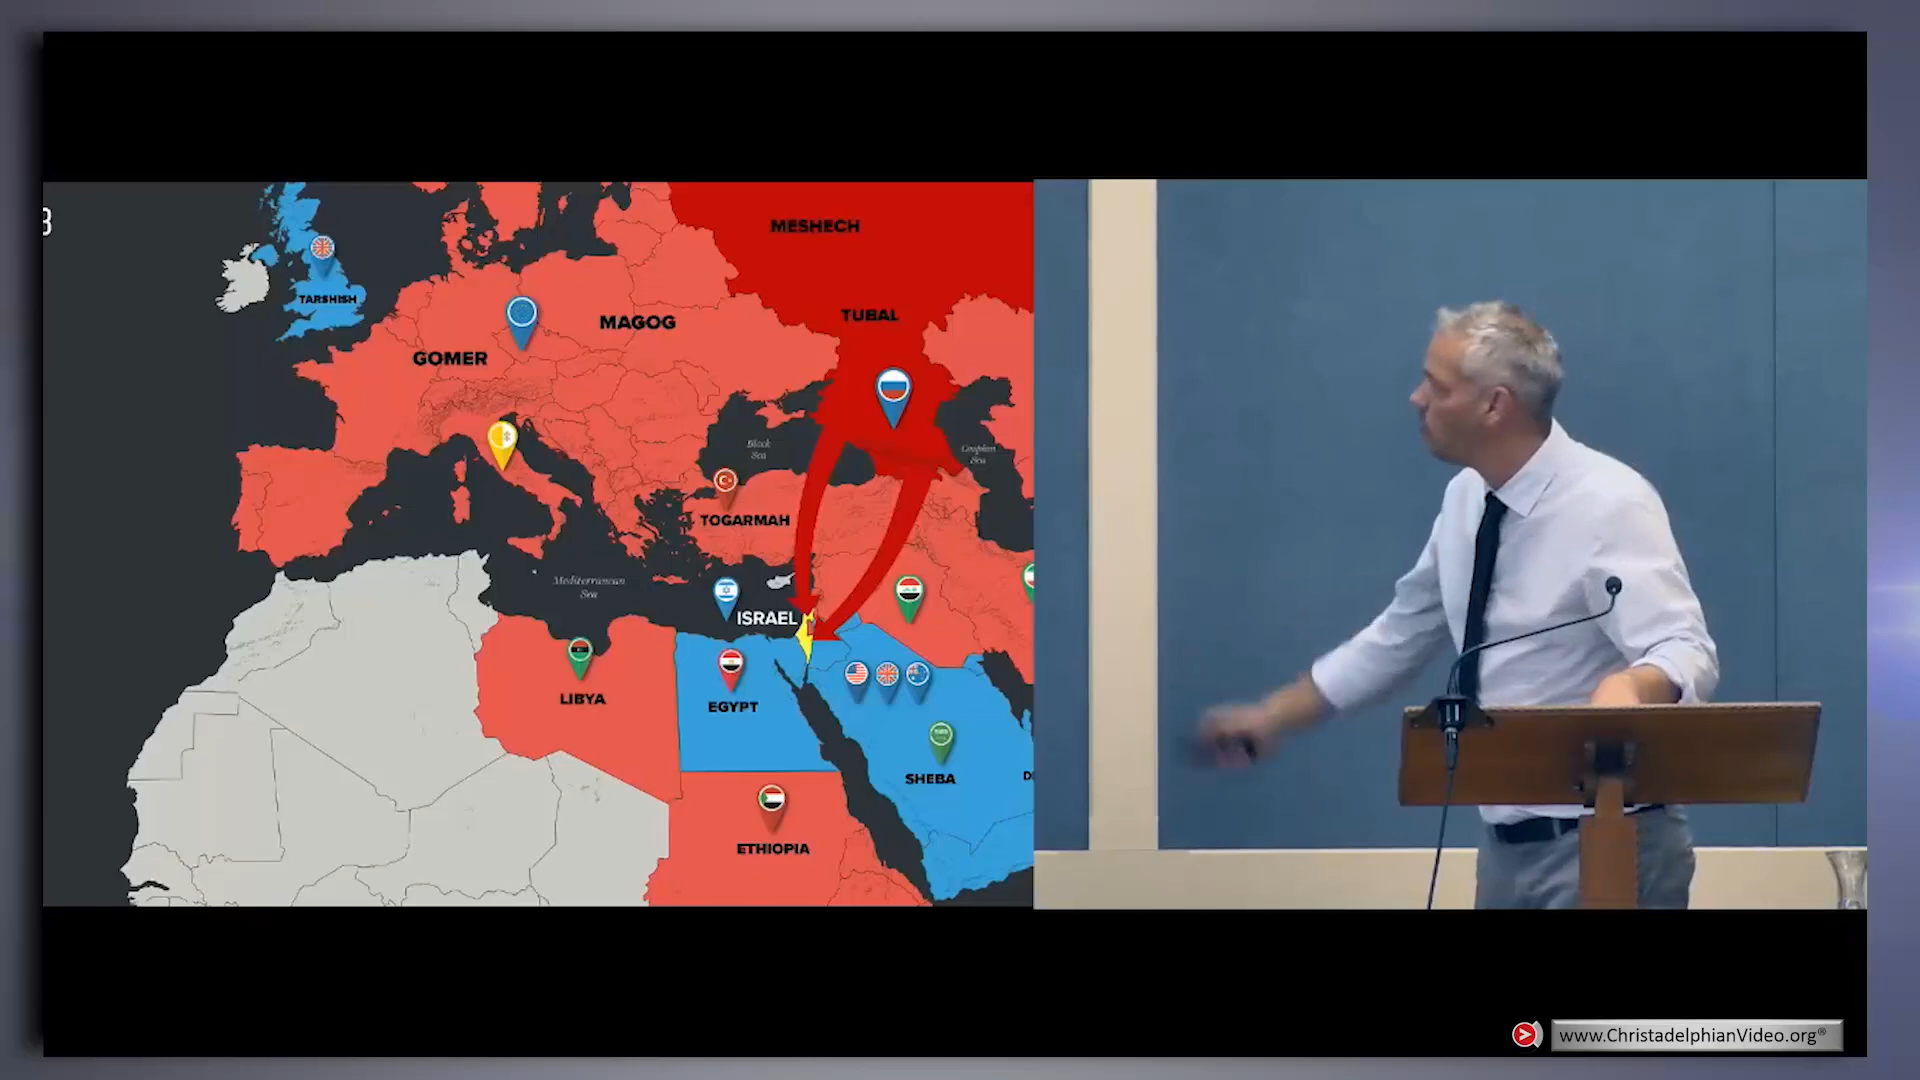 3
MESHECH
TARSHISH
TUBAL
MAGOG
GOMER
Black
Sea
Caspian
Sea
TOGARMAH
Mediterranean
Sea
ISRAEL
LIBYA
EGYPT
SHEBA
D
ETHIOPIA
www.ChristadelphianVideo.org®